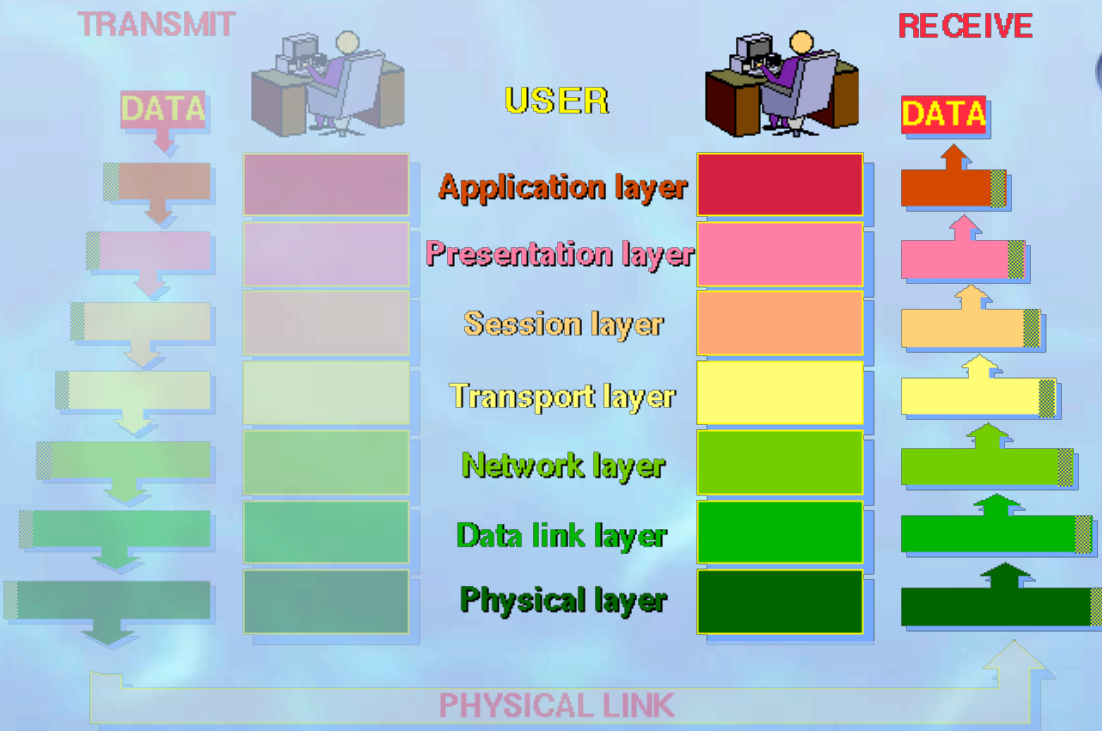 TRANSMIT
RECEIVE
DATA
USER
DATA
Application layer
Presentation layer
Session layer
Transport layer
Network layer
Data link layer
Physical layer
PHYSICAL LINK